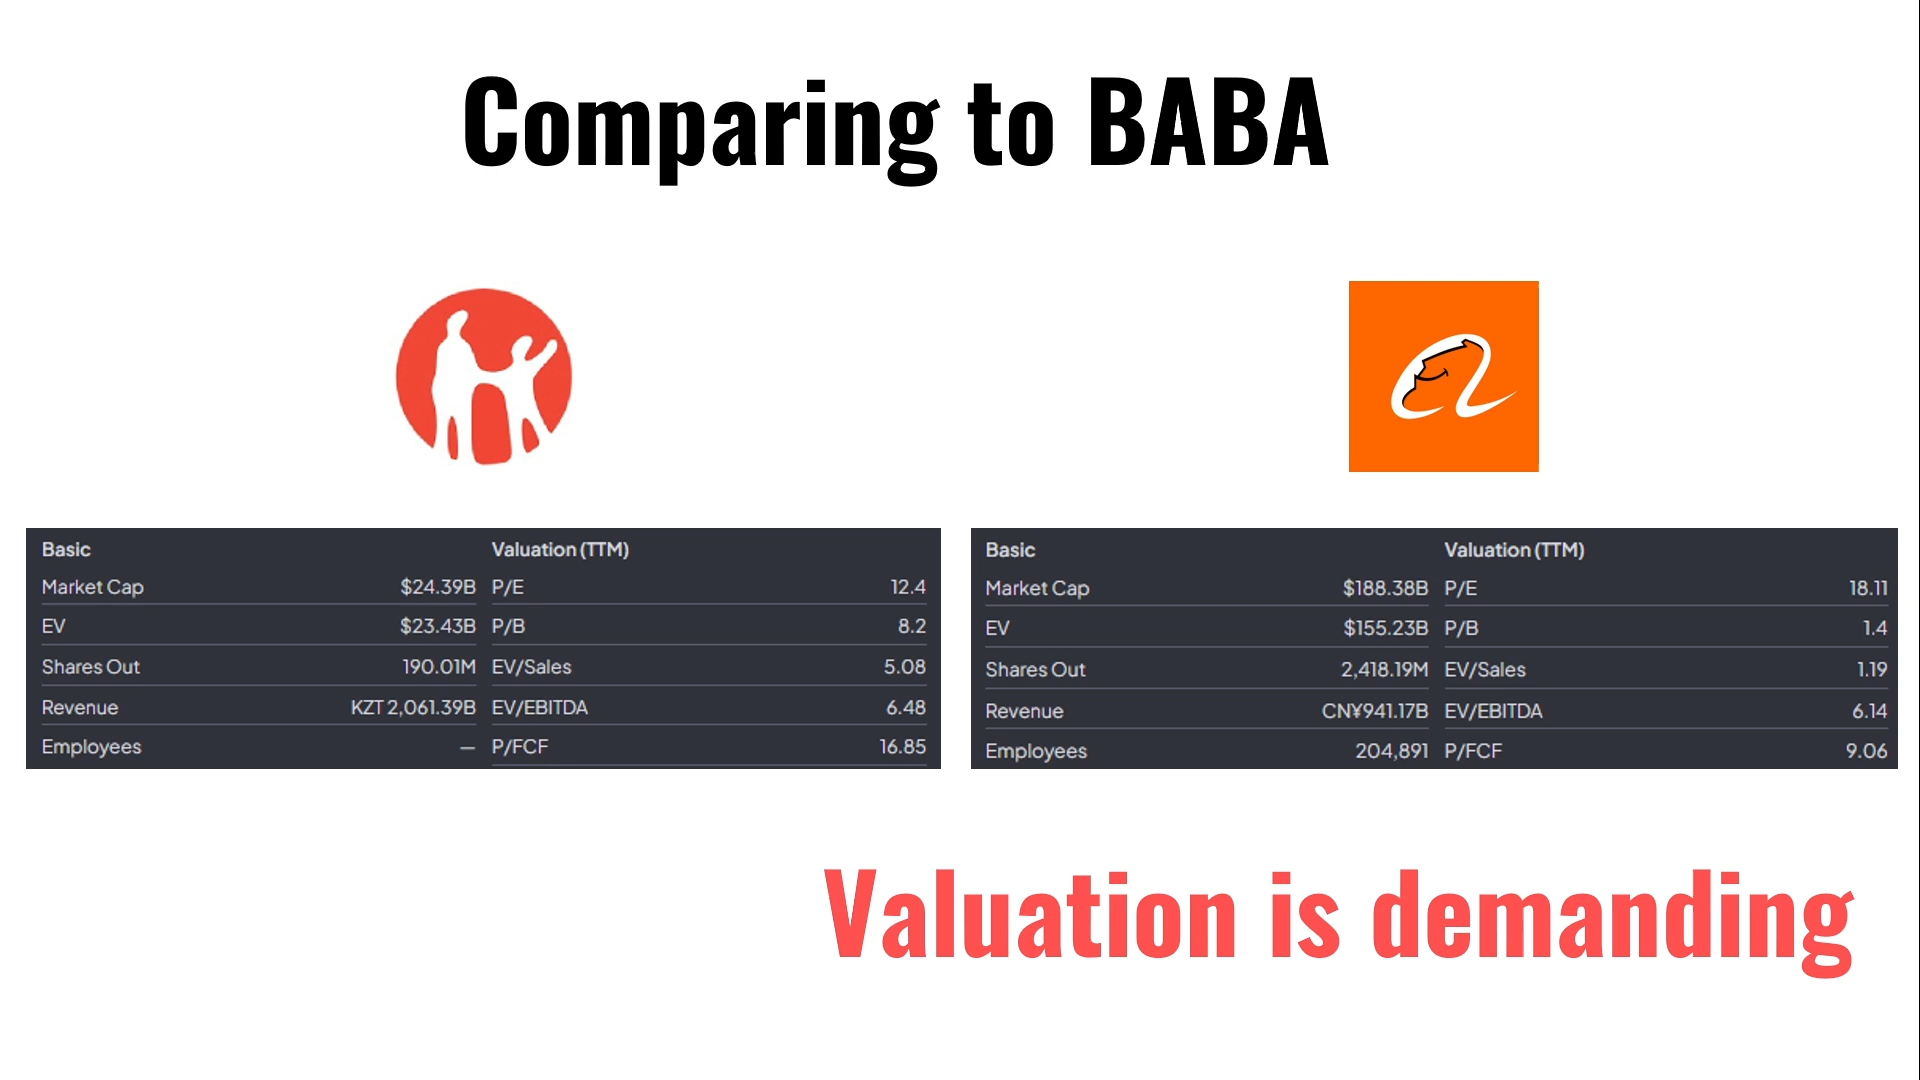 Comparing to BABA
Basic Valuation (TTM)
Market Cap $24.39B P/E 12.4
EV $23.43B P/B 8.2
Shares Out 190.01M EV/Sales 5.08
Revenue KZT 2,061.39B EV/EBITDA 6.48
Employees — P/FCF 16.85
Basic Valuation (TTM)
Market Cap $188.38B P/E 18.11
EV $155.23B P/B 1.4
Shares Out 2,418.19M EV/Sales 1.19
Revenue CN¥941.17B EV/EBITDA 6.14
Employees 204,891 P/FCF 9.06
Valuation is demanding